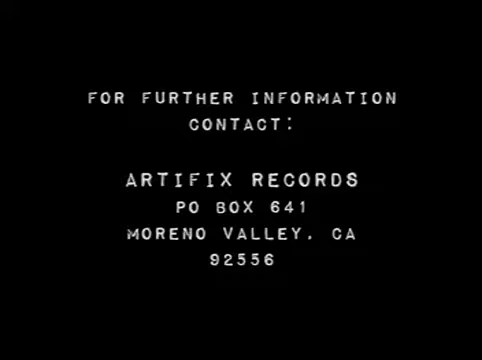 FOR FURTHER INFORMATION
CONTACT:
ARTIFIX RECORDS
PO BOX 641
MORENO VALLEY, CA
92556